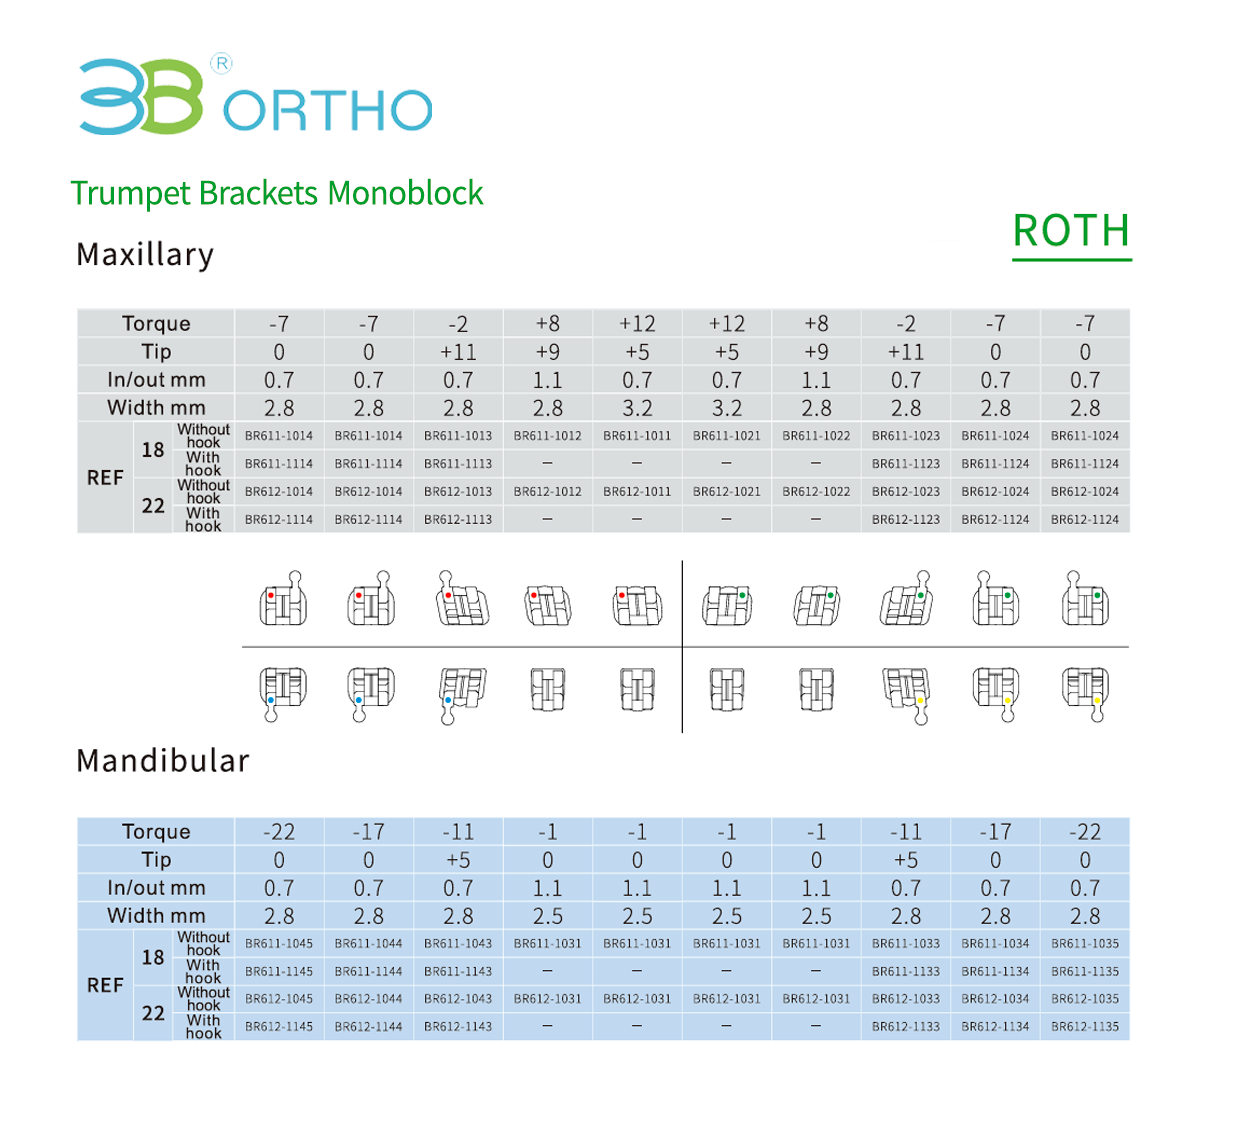 3B® ORTHO
Trumpet Brackets Monoblock
ROTH
Maxillary
Torque -7 -7 -2 +8 +12 +12 +8 -2 -7 -7
Tip 0 0 +11 +9 +5 +5 +9 +11 0 0
In/out mm 0.7 0.7 0.7 1.1 0.7 0.7 1.1 0.7 0.7 0.7
Width mm 2.8 2.8 2.8 2.8 3.2 3.2 2.8 2.8 2.8 2.8
REF 18 Without hook BR611-1014 BR611-1014 BR611-1013 BR611-1012 BR611-1011 BR611-1021 BR611-1022 BR611-1023 BR611-1024 BR611-1024
With hook BR611-1114 BR611-1114 BR611-1113 – – – – BR611-1123 BR611-1124 BR611-1124
22 Without hook BR612-1014 BR612-1014 BR612-1013 BR612-1012 BR612-1011 BR612-1021 BR612-1022 BR612-1023 BR612-1024 BR612-1024
With hook BR612-1114 BR612-1114 BR612-1113 – – – – BR612-1123 BR612-1124 BR612-1124
Mandibular
Torque -22 -17 -11 -1 -1 -1 -1 -11 -17 -22
Tip 0 0 +5 0 0 0 0 +5 0 0
In/out mm 0.7 0.7 0.7 1.1 1.1 1.1 1.1 0.7 0.7 0.7
Width mm 2.8 2.8 2.8 2.5 2.5 2.5 2.5 2.8 2.8 2.8
REF 18 Without hook BR611-1045 BR611-1044 BR611-1043 BR611-1031 BR611-1031 BR611-1031 BR611-1031 BR611-1033 BR611-1034 BR611-1035
With hook BR611-1145 BR611-1144 BR611-1143 – – – – BR611-1133 BR611-1134 BR611-1135
22 Without hook BR612-1045 BR612-1044 BR612-1043 BR612-1031 BR612-1031 BR612-1031 BR612-1031 BR612-1033 BR612-1034 BR612-1035
With hook BR612-1145 BR612-1144 BR612-1143 – – – – BR612-1133 BR612-1134 BR612-1135